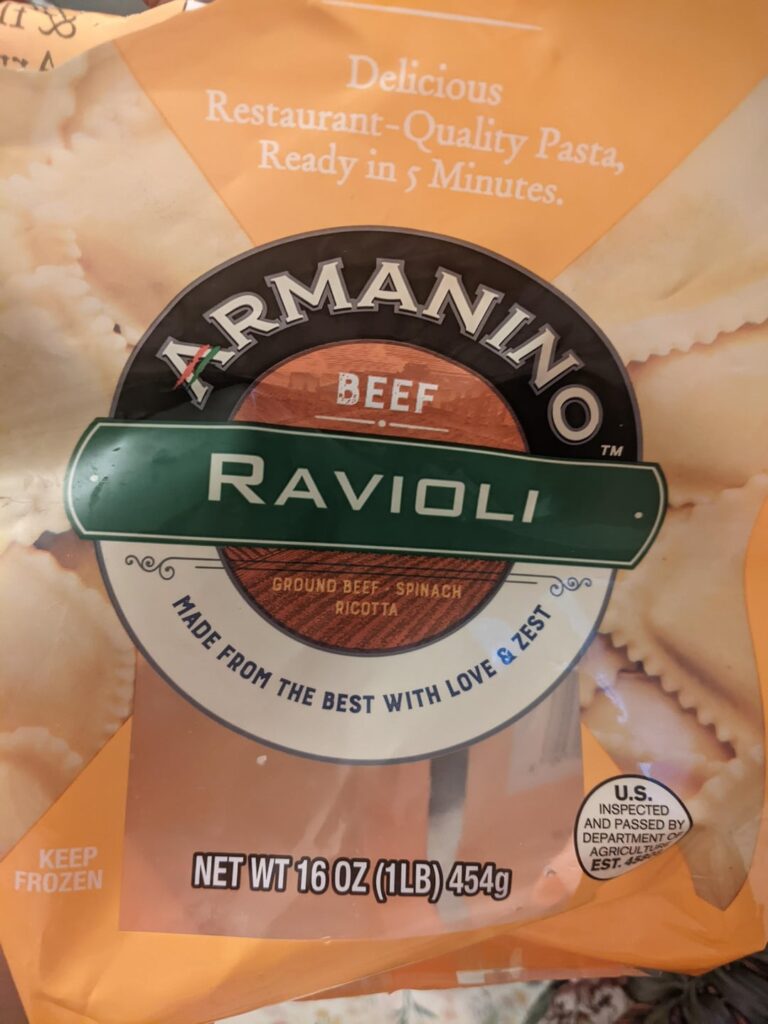 Delicious
Restaurant-Quality Pasta,
Ready in 5 Minutes.
ARMANINO
TM
BEEF
RAVIOLI
GROUND BEEF · SPINACH
RICOTTA
MADE FROM THE BEST WITH LOVE & ZEST
U.S.
INSPECTED
AND PASSED BY
DEPARTMENT OF
AGRICULTURE
EST.
KEEP
FROZEN
NET WT 16 OZ (1LB) 454g